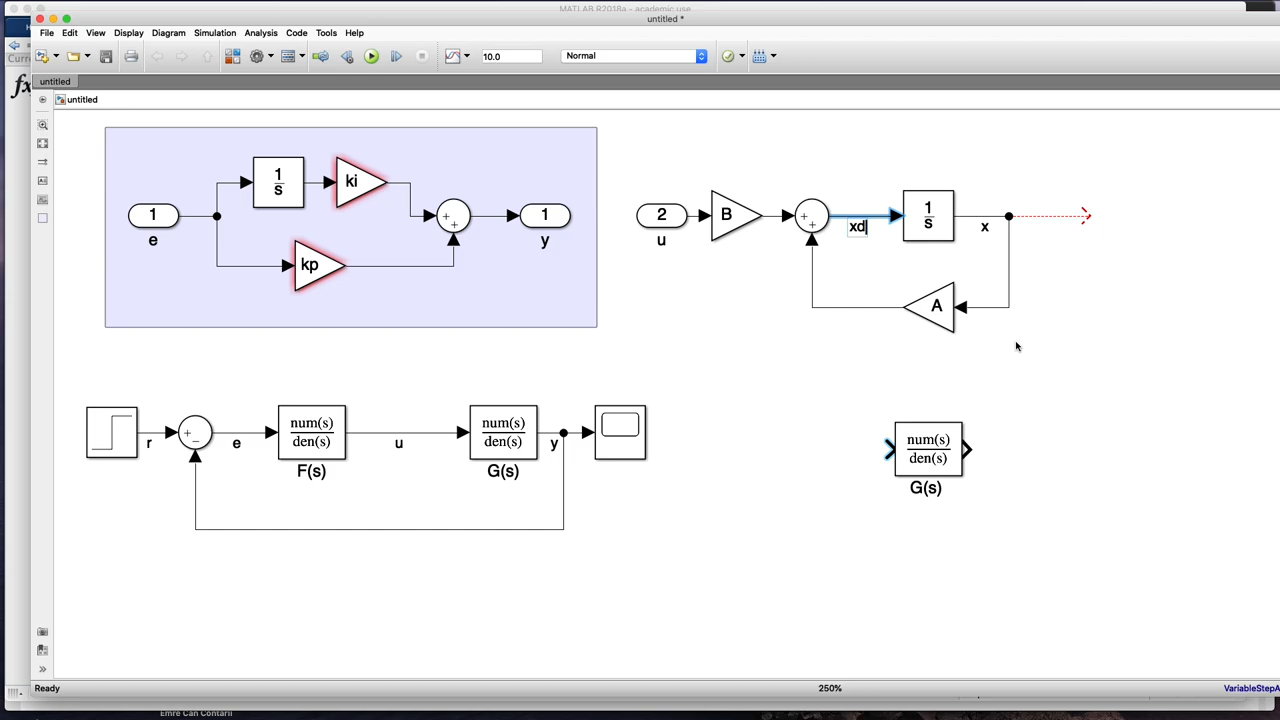 MATLAB R2018a - academic use
untitled *
File Edit View Display Diagram Simulation Analysis Code Tools Help
10.0 Normal
Curre
fx
untitled
untitled
1
s
ki
1
e
kp
+
+
1
y
2
u
B
+
+
xd
1
s
x
A
r
+
−
e
num(s)
den(s)
F(s)
u
num(s)
den(s)
G(s)
y
num(s)
den(s)
G(s)
Ready 250% VariableStepA
Emre Can Contarli